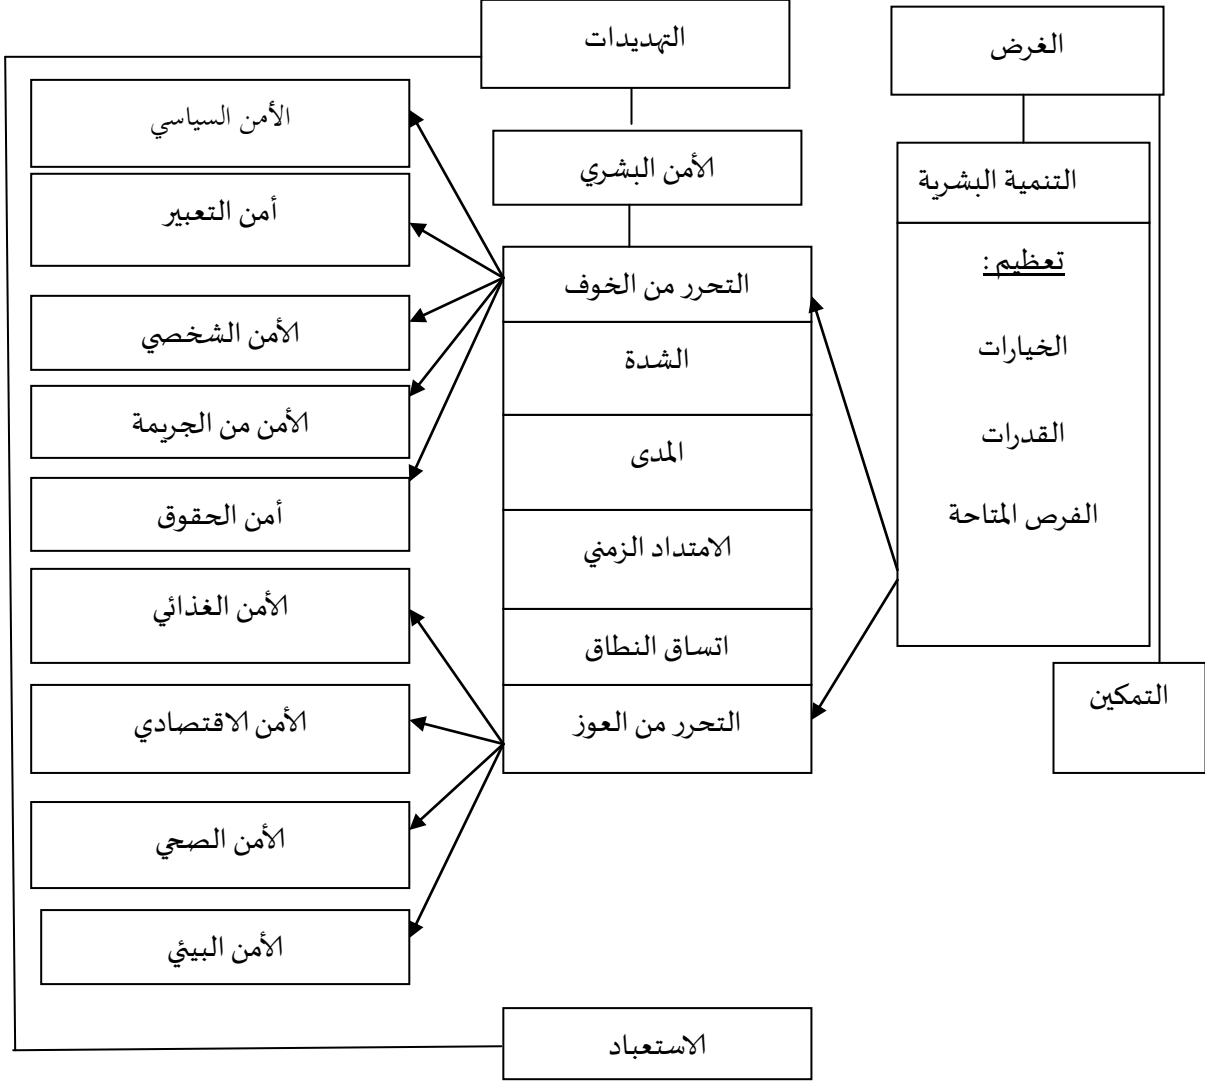 الغرض
التنمية البشرية
تعظيم:
الخيارات
القدرات
الفرص المتاحة
التمكين
التهديدات
الأمن البشري
التحرر من الخوف
الشدة
المدى
الامتداد الزمني
اتساق النطاق
التحرر من العوز
الأمن السياسي
أمن التعبير
الأمن الشخصي
الأمن من الجريمة
أمن الحقوق
الأمن الغذائي
الأمن الاقتصادي
الأمن الصحي
الأمن البيئي
الاستعباد